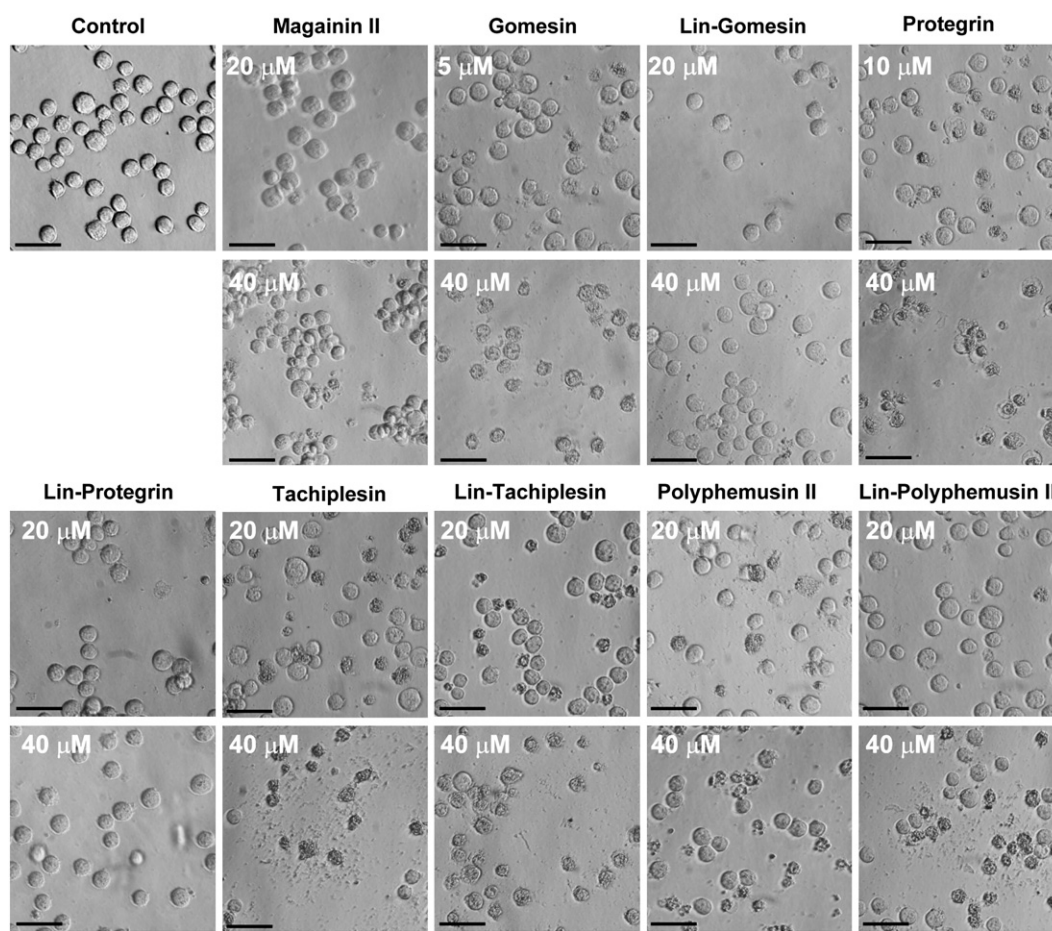 Control Magainin II Gomesin Lin-Gomesin Protegrin
20 μM 5 μM 20 μM 10 μM
40 μM 40 μM 40 μM 40 μM
Lin-Protegrin Tachiplesin Lin-Tachiplesin Polyphemusin II Lin-Polyphemusin II
20 μM 20 μM 20 μM 20 μM 20 μM
40 μM 40 μM 40 μM 40 μM 40 μM